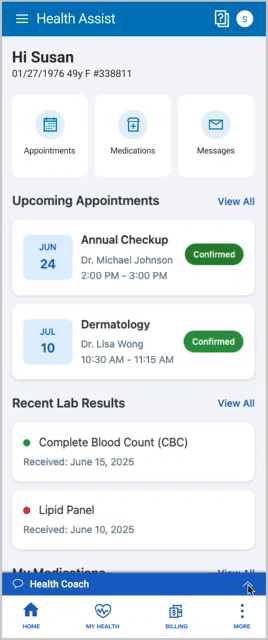 Health Assist
S
Hi Susan
01/27/1976 49y F #338811
Appointments
Medications
Messages
Upcoming Appointments
View All
JUN
24
Annual Checkup
Dr. Michael Johnson
2:00 PM - 3:00 PM
Confirmed
JUL
10
Dermatology
Dr. Lisa Wong
10:30 AM - 11:15 AM
Confirmed
Recent Lab Results
View All
Complete Blood Count (CBC)
Received: June 15, 2025
Lipid Panel
Received: June 10, 2025
My Medications
View All
Health Coach
HOME
MY HEALTH
BILLING
MORE